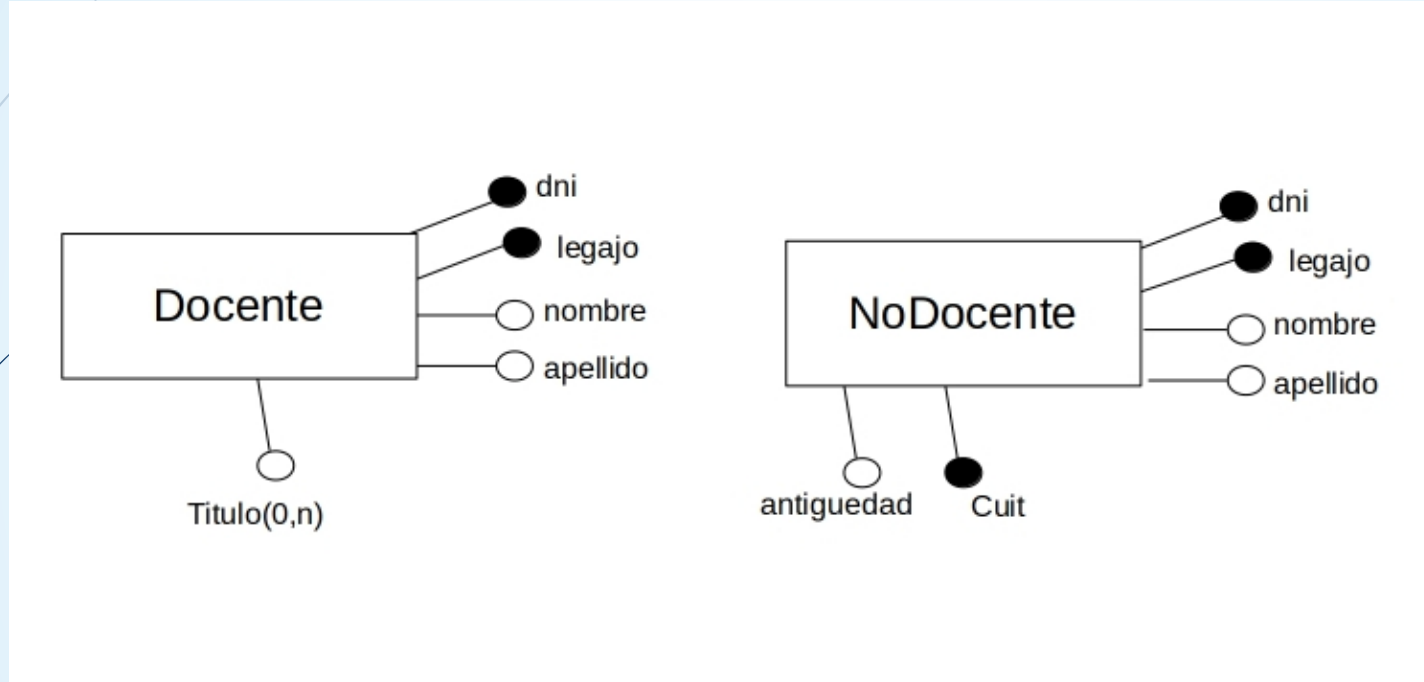 dni
legajo
Docente
nombre
apellido
Titulo(0,n)
dni
legajo
NoDocente
nombre
apellido
antiguedad
Cuit